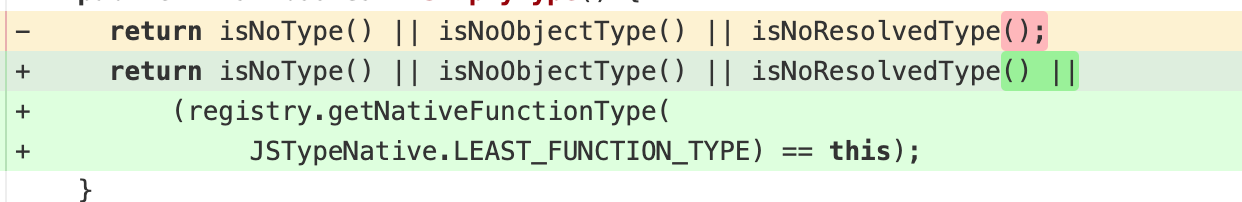 - return isNoType() || isNoObjectType() || isNoResolvedType();
+ return isNoType() || isNoObjectType() || isNoResolvedType() ||
+ (registry.getNativeFunctionType(
+ JSTypeNative.LEAST_FUNCTION_TYPE) == this);
}